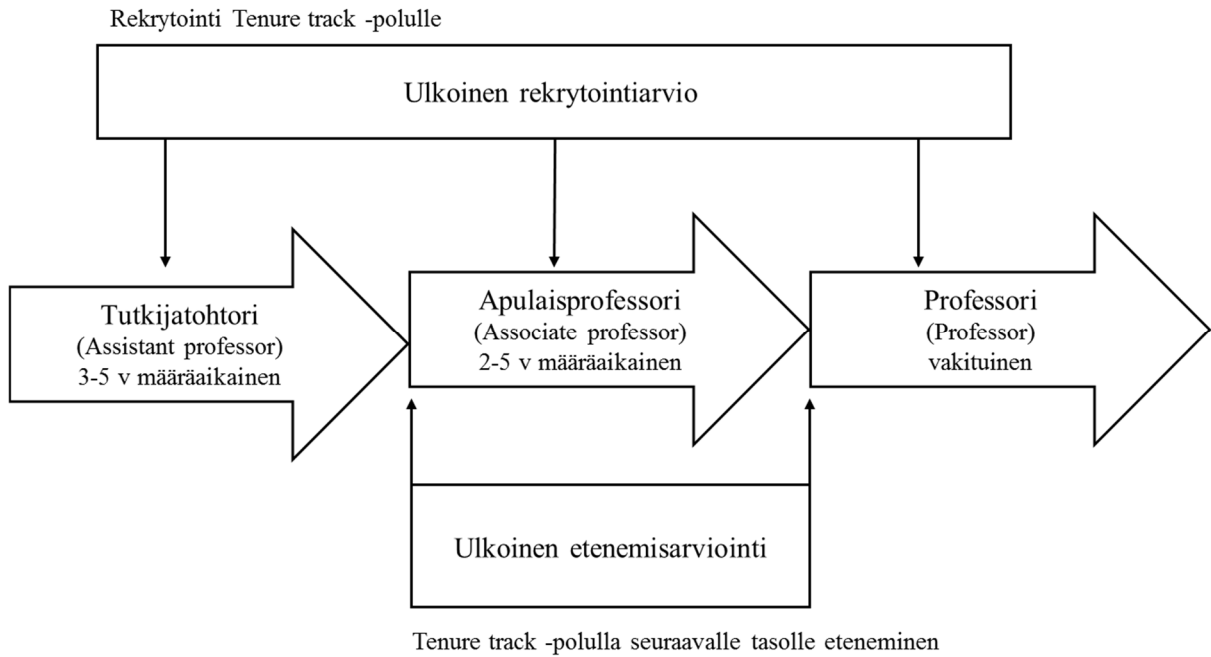 Rekrytointi Tenure track -polulle
Ulkoinen rekrytointiarvio
Tutkijatohtori
(Assistant professor)
3-5 v määräaikainen
Apulaisprofessori
(Associate professor)
2-5 v määräaikainen
Professori
(Professor)
vakituinen
Ulkoinen etenemisarviointi
Tenure track -polulla seuraavalle tasolle eteneminen